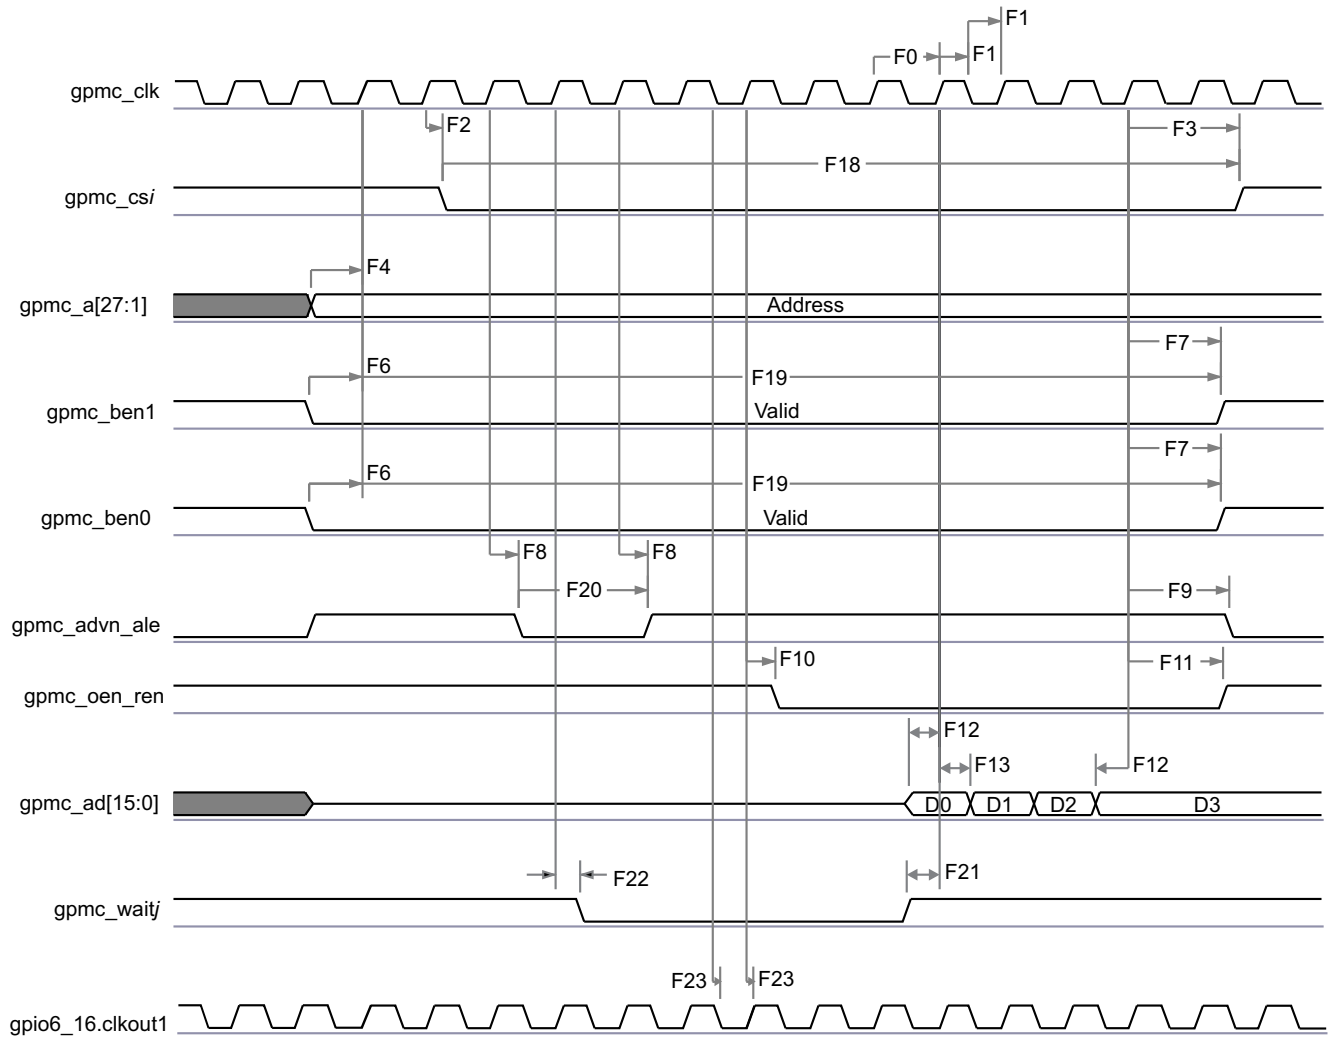 F1
F0
F1
gpmc_clk
F2
F3
F18
gpmc_csi
F4
gpmc_a[27:1]
Address
F7
F6
F19
gpmc_ben1
Valid
F7
F6
F19
gpmc_ben0
Valid
F8
F8
F20
F9
gpmc_advn_ale
F10
F11
gpmc_oen_ren
F12
F13
F12
gpmc_ad[15:0]
D0
D1
D2
D3
F22
F21
gpmc_waitj
F23
F23
gpio6_16.clkout1